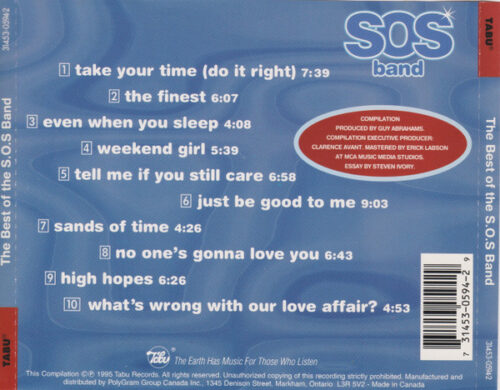 31453-0594-2
The Best of the S.O.S Band
TABU®
SOS
band
1 take your time (do it right) 7:39
2 the finest 6:07
3 even when you sleep 4:08
4 weekend girl 5:39
5 tell me if you still care 6:58
6 just be good to me 9:03
7 sands of time 4:26
8 no one's gonna love you 6:43
9 high hopes 6:26
10 what's wrong with our love affair? 4:53
COMPILATION
PRODUCED BY GUY ABRAHAMS.
COMPILATION EXECUTIVE PRODUCER:
CLARENCE AVANT. MASTERED BY ERICK LABSON
AT MCA MUSIC MEDIA STUDIOS.
ESSAY BY STEVEN IVORY.
7 31453-0594-2 9
Tabu The Earth Has Music For Those Who Listen
This Compilation Ⓟ 1995 Tabu Records. All rights reserved. Unauthorized copying of this recording strictly prohibited. Manufactured and
distributed by PolyGram Group Canada Inc., 1345 Denison Street, Markham, Ontario L3R 5V2 - Made in Canada
TABU®
The Best of the S.O.S Band
31453-0594-2